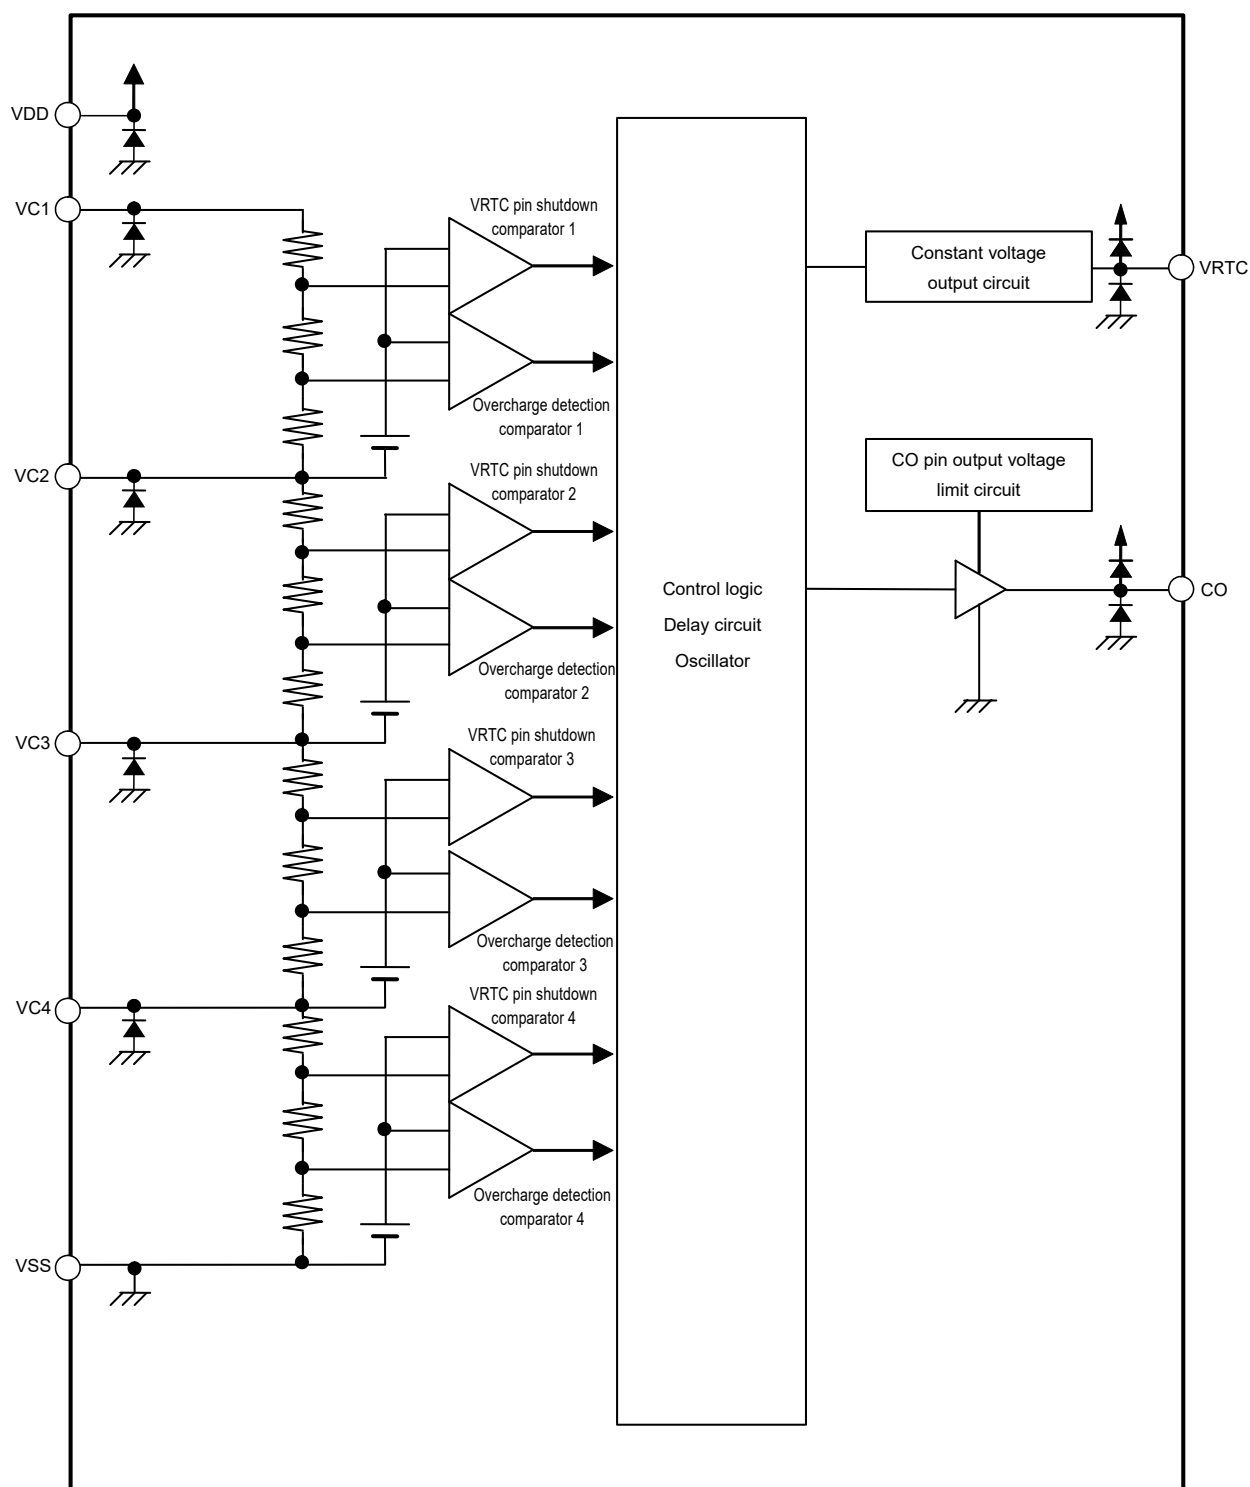 VDD
VC1
VRTC pin shutdown
comparator 1
Constant voltage
output circuit
VRTC
Overcharge detection
comparator 1
CO pin output voltage
limit circuit
VC2
VRTC pin shutdown
comparator 2
Control logic
Delay circuit
Oscillator
CO
Overcharge detection
comparator 2
VC3
VRTC pin shutdown
comparator 3
Overcharge detection
comparator 3
VC4
VRTC pin shutdown
comparator 4
Overcharge detection
comparator 4
VSS